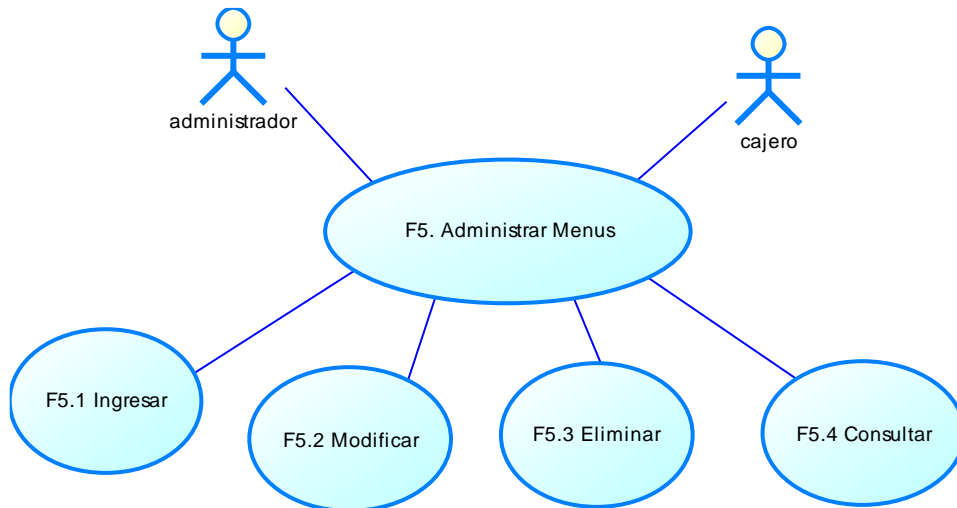 administrador
cajero
F5. Administrar Menus
F5.1 Ingresar
F5.2 Modificar
F5.3 Eliminar
F5.4 Consultar